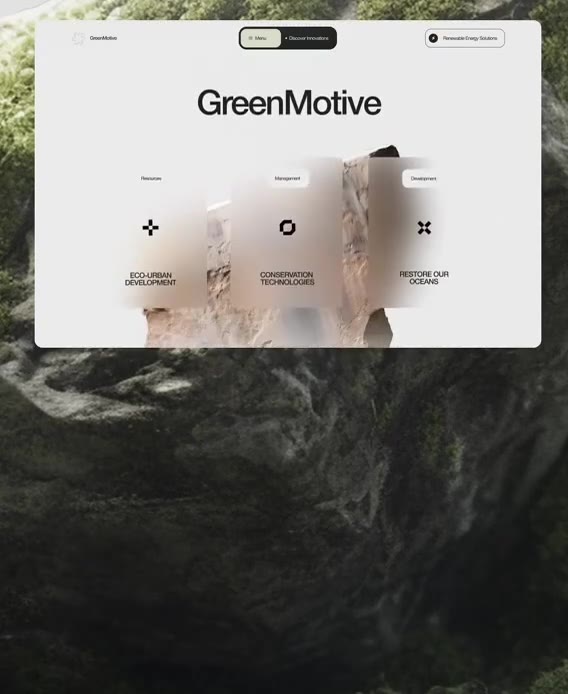 GreenMotive
Menu
Discover Innovations
Renewable Energy Solutions
GreenMotive
Resources
Management
Development
ECO-URBAN
DEVELOPMENT
CONSERVATION
TECHNOLOGIES
RESTORE OUR
OCEANS